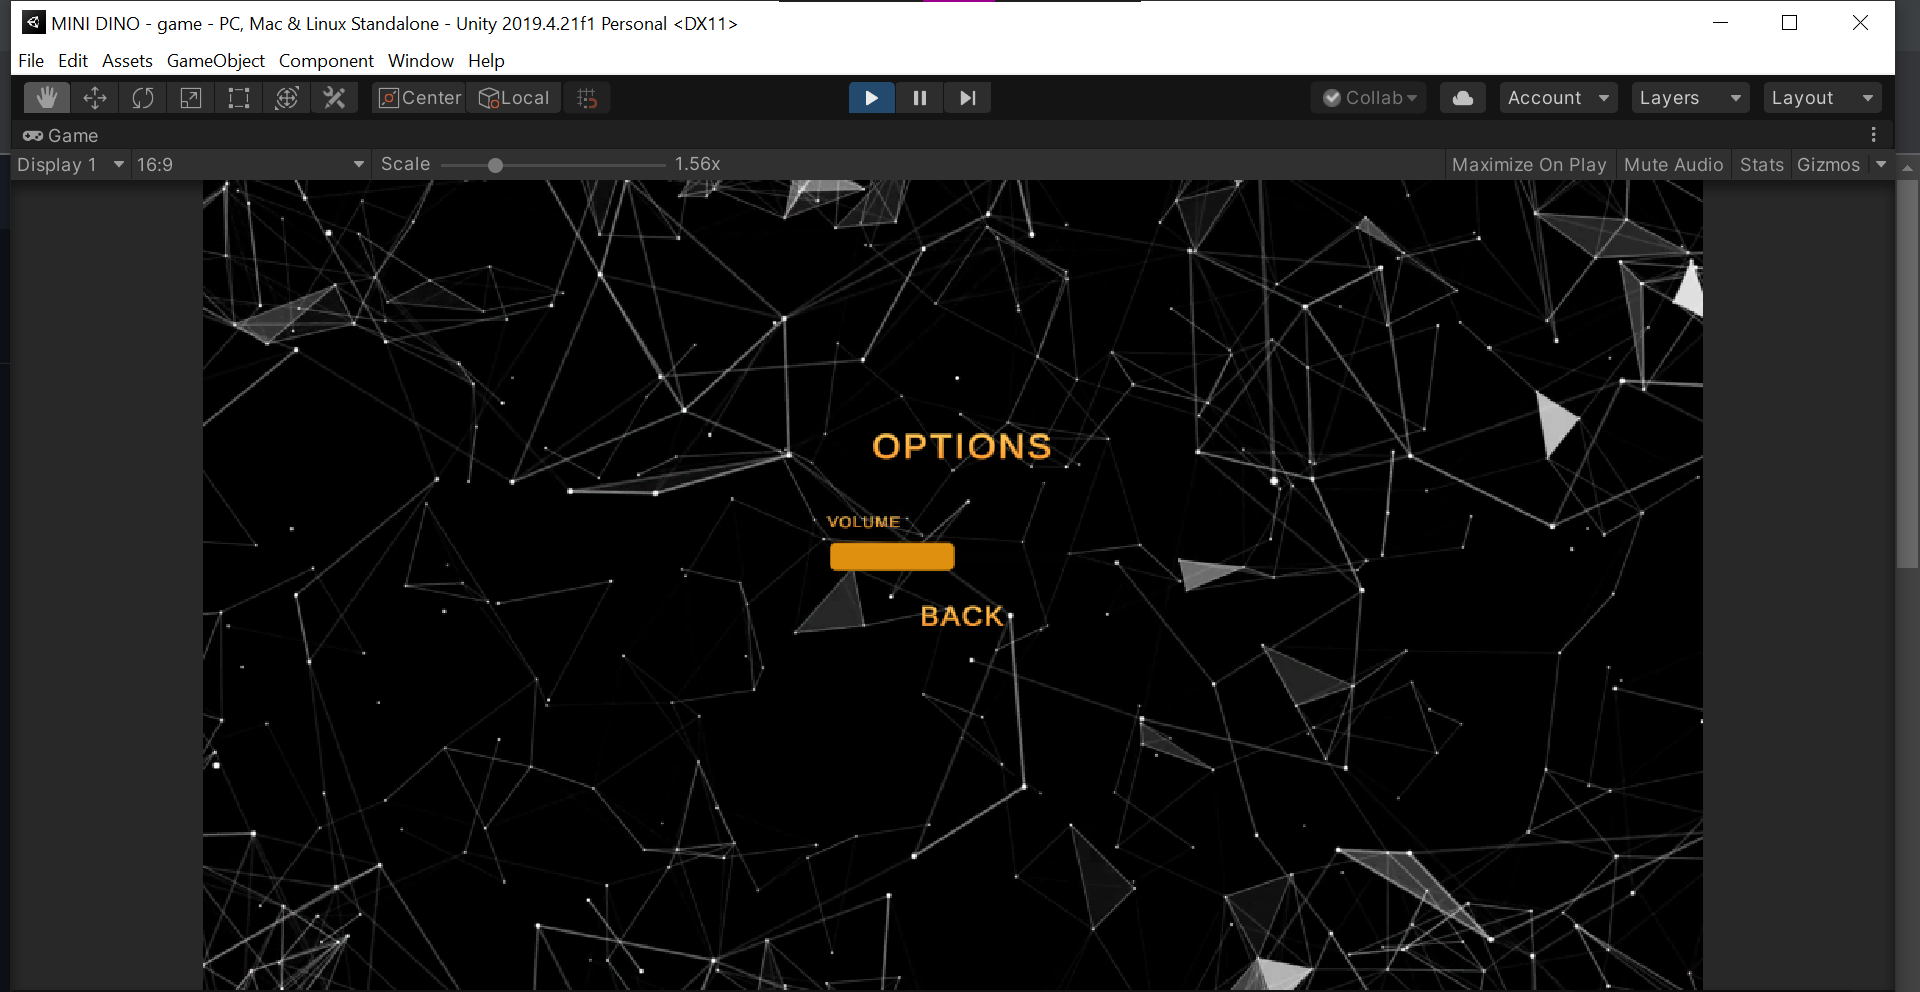 MINI DINO - game - PC, Mac & Linux Standalone - Unity 2019.4.21f1 Personal <DX11>
File Edit Assets GameObject Component Window Help
Center Local Collab Account Layers Layout
Game
Display 1 16:9 Scale 1.56x Maximize On Play Mute Audio Stats Gizmos
OPTIONS
VOLUME
BACK